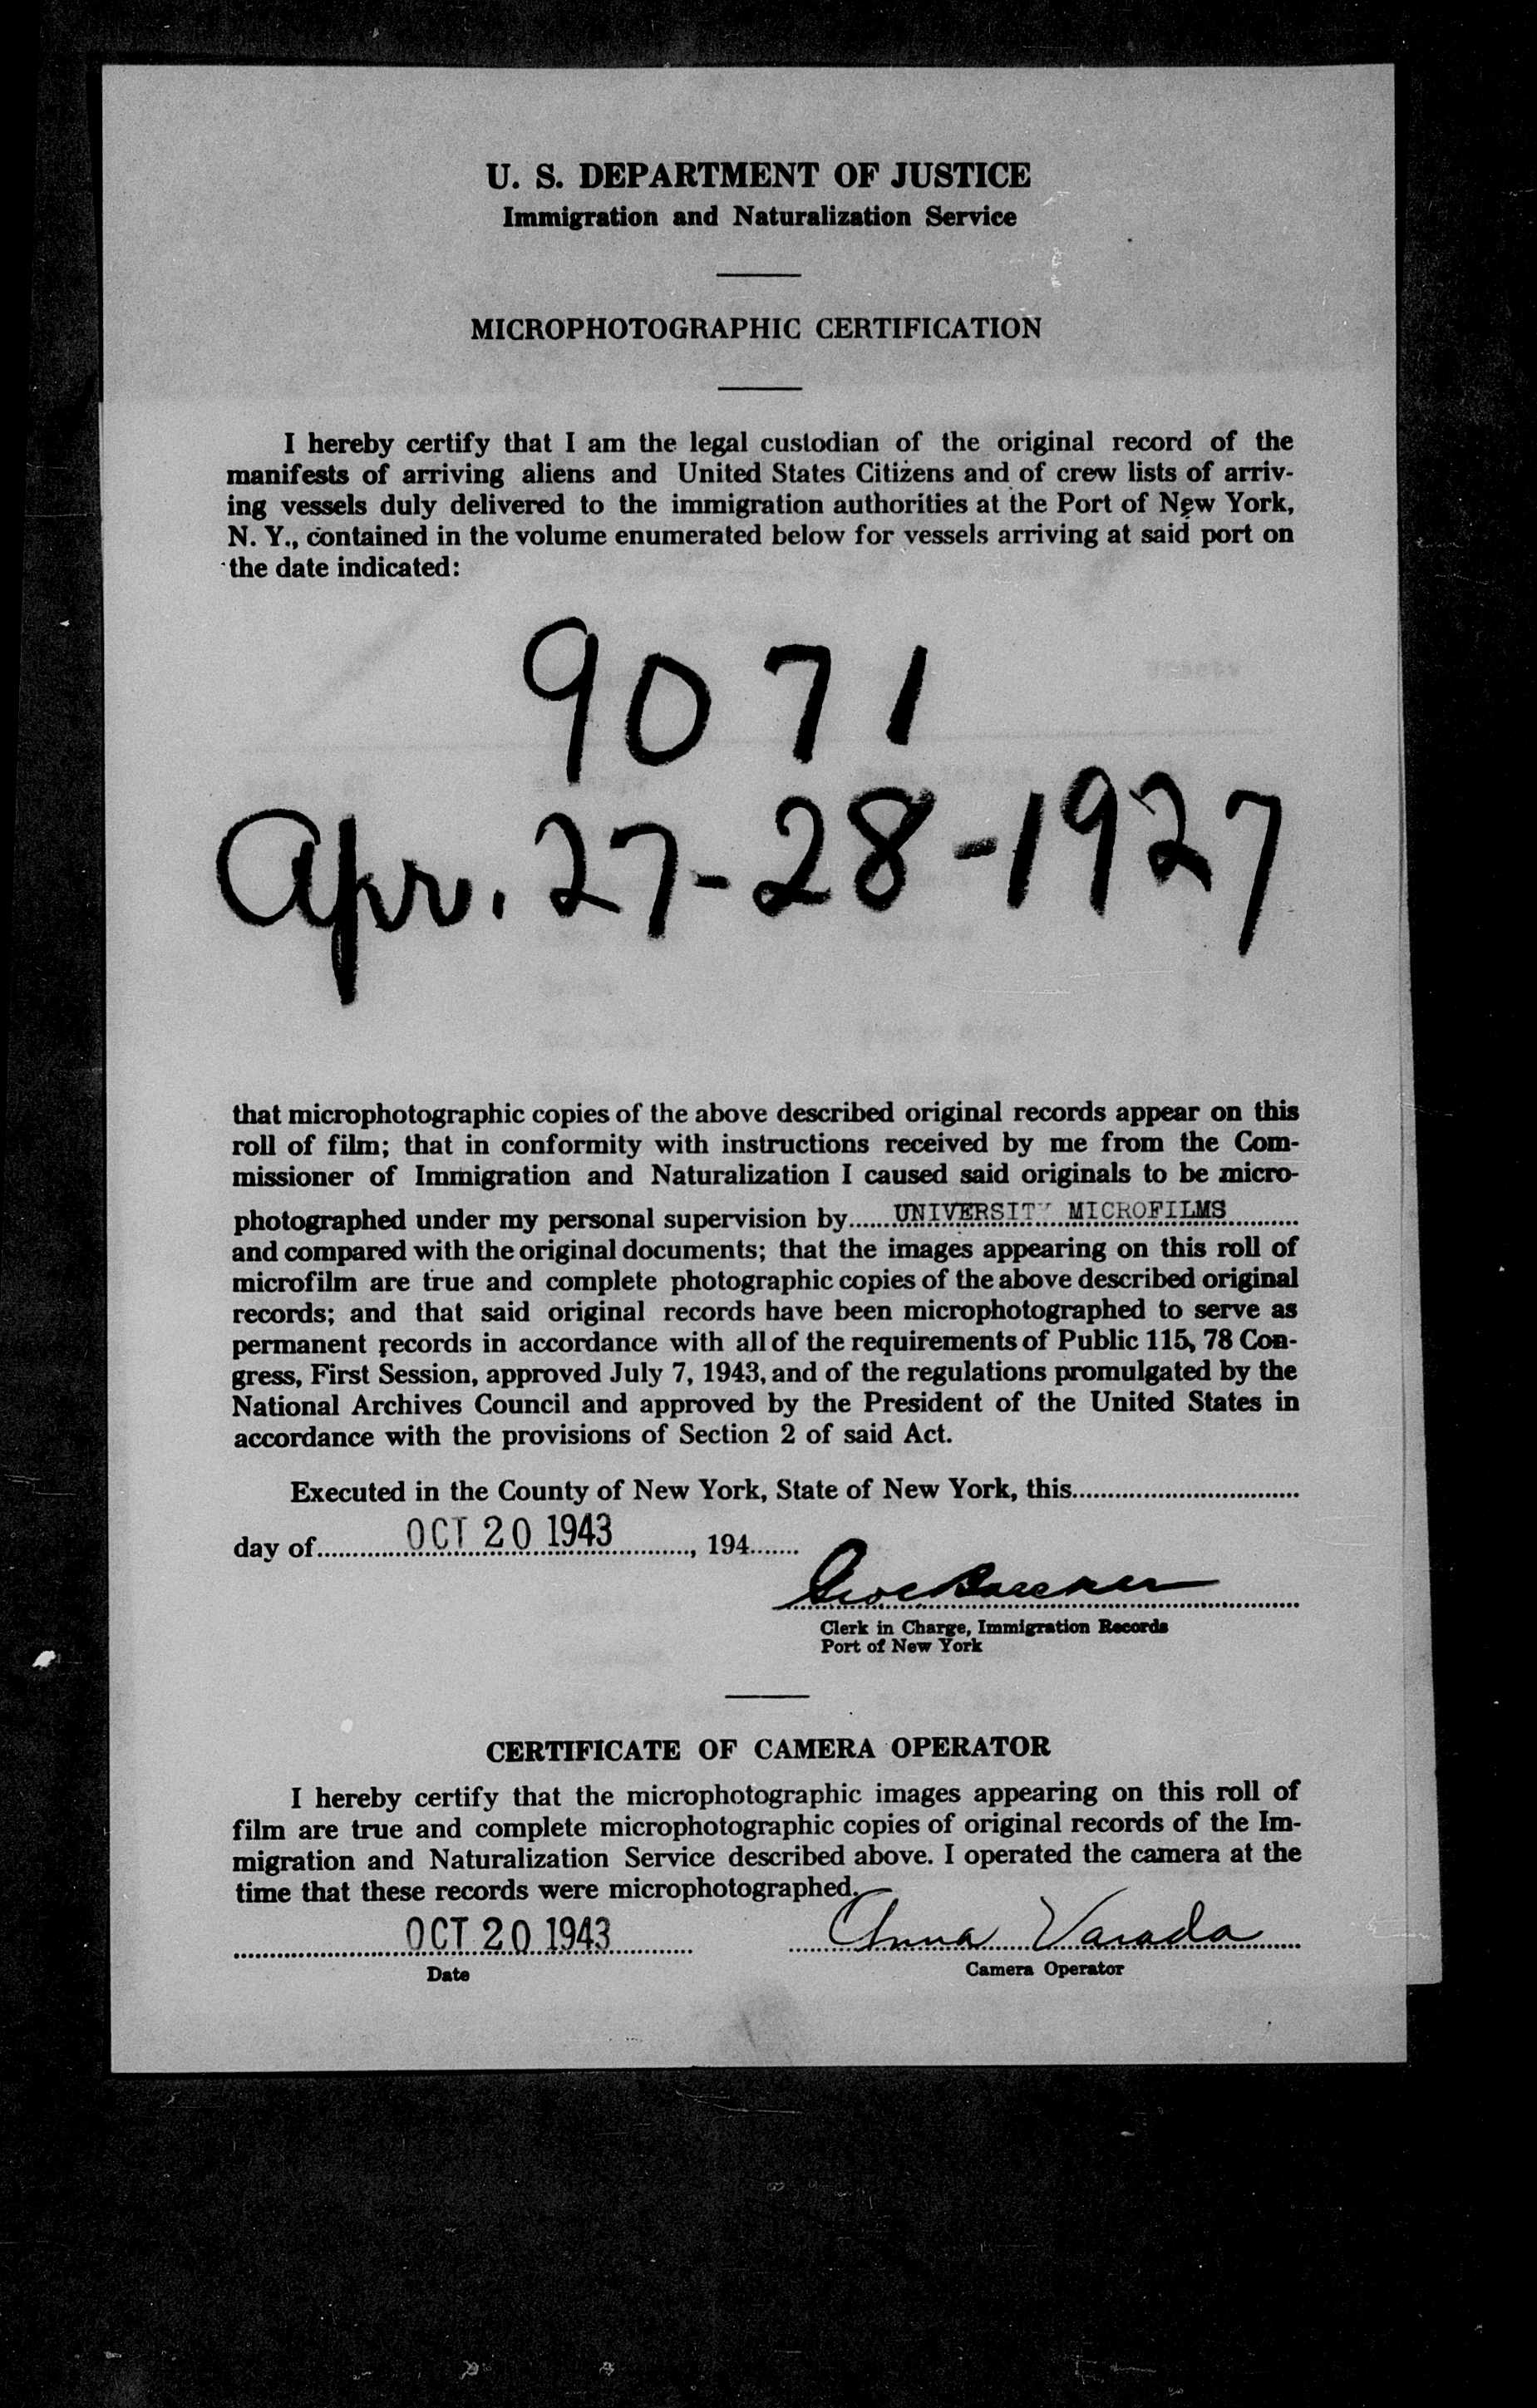 U. S. DEPARTMENT OF JUSTICE
Immigration and Naturalization Service
MICROPHOTOGRAPHIC CERTIFICATION
I hereby certify that I am the legal custodian of the original record of the
manifests of arriving aliens and United States Citizens and of crew lists of arriv-
ing vessels duly delivered to the immigration authorities at the Port of New York,
N. Y., contained in the volume enumerated below for vessels arriving at said port on
the date indicated:
9071
Apr. 27-28-1927
that microphotographic copies of the above described original records appear on this
roll of film; that in conformity with instructions received by me from the Com-
missioner of Immigration and Naturalization I caused said originals to be micro-
photographed under my personal supervision by......UNIVERSITY MICROFILMS..........
and compared with the original documents; that the images appearing on this roll of
microfilm are true and complete photographic copies of the above described original
records; and that said original records have been microphotographed to serve as
permanent records in accordance with all of the requirements of Public 115, 78 Con-
gress, First Session, approved July 7, 1943, and of the regulations promulgated by the
National Archives Council and approved by the President of the United States in
accordance with the provisions of Section 2 of said Act.
Executed in the County of New York, State of New York, this................................
day of.............OCT 20 1943..........., 194.......
Clerk in Charge, Immigration Records
Port of New York
CERTIFICATE OF CAMERA OPERATOR
I hereby certify that the microphotographic images appearing on this roll of
film are true and complete microphotographic copies of original records of the Im-
migration and Naturalization Service described above. I operated the camera at the
time that these records were microphotographed.
OCT 20 1943 Anna Varada
Date Camera Operator